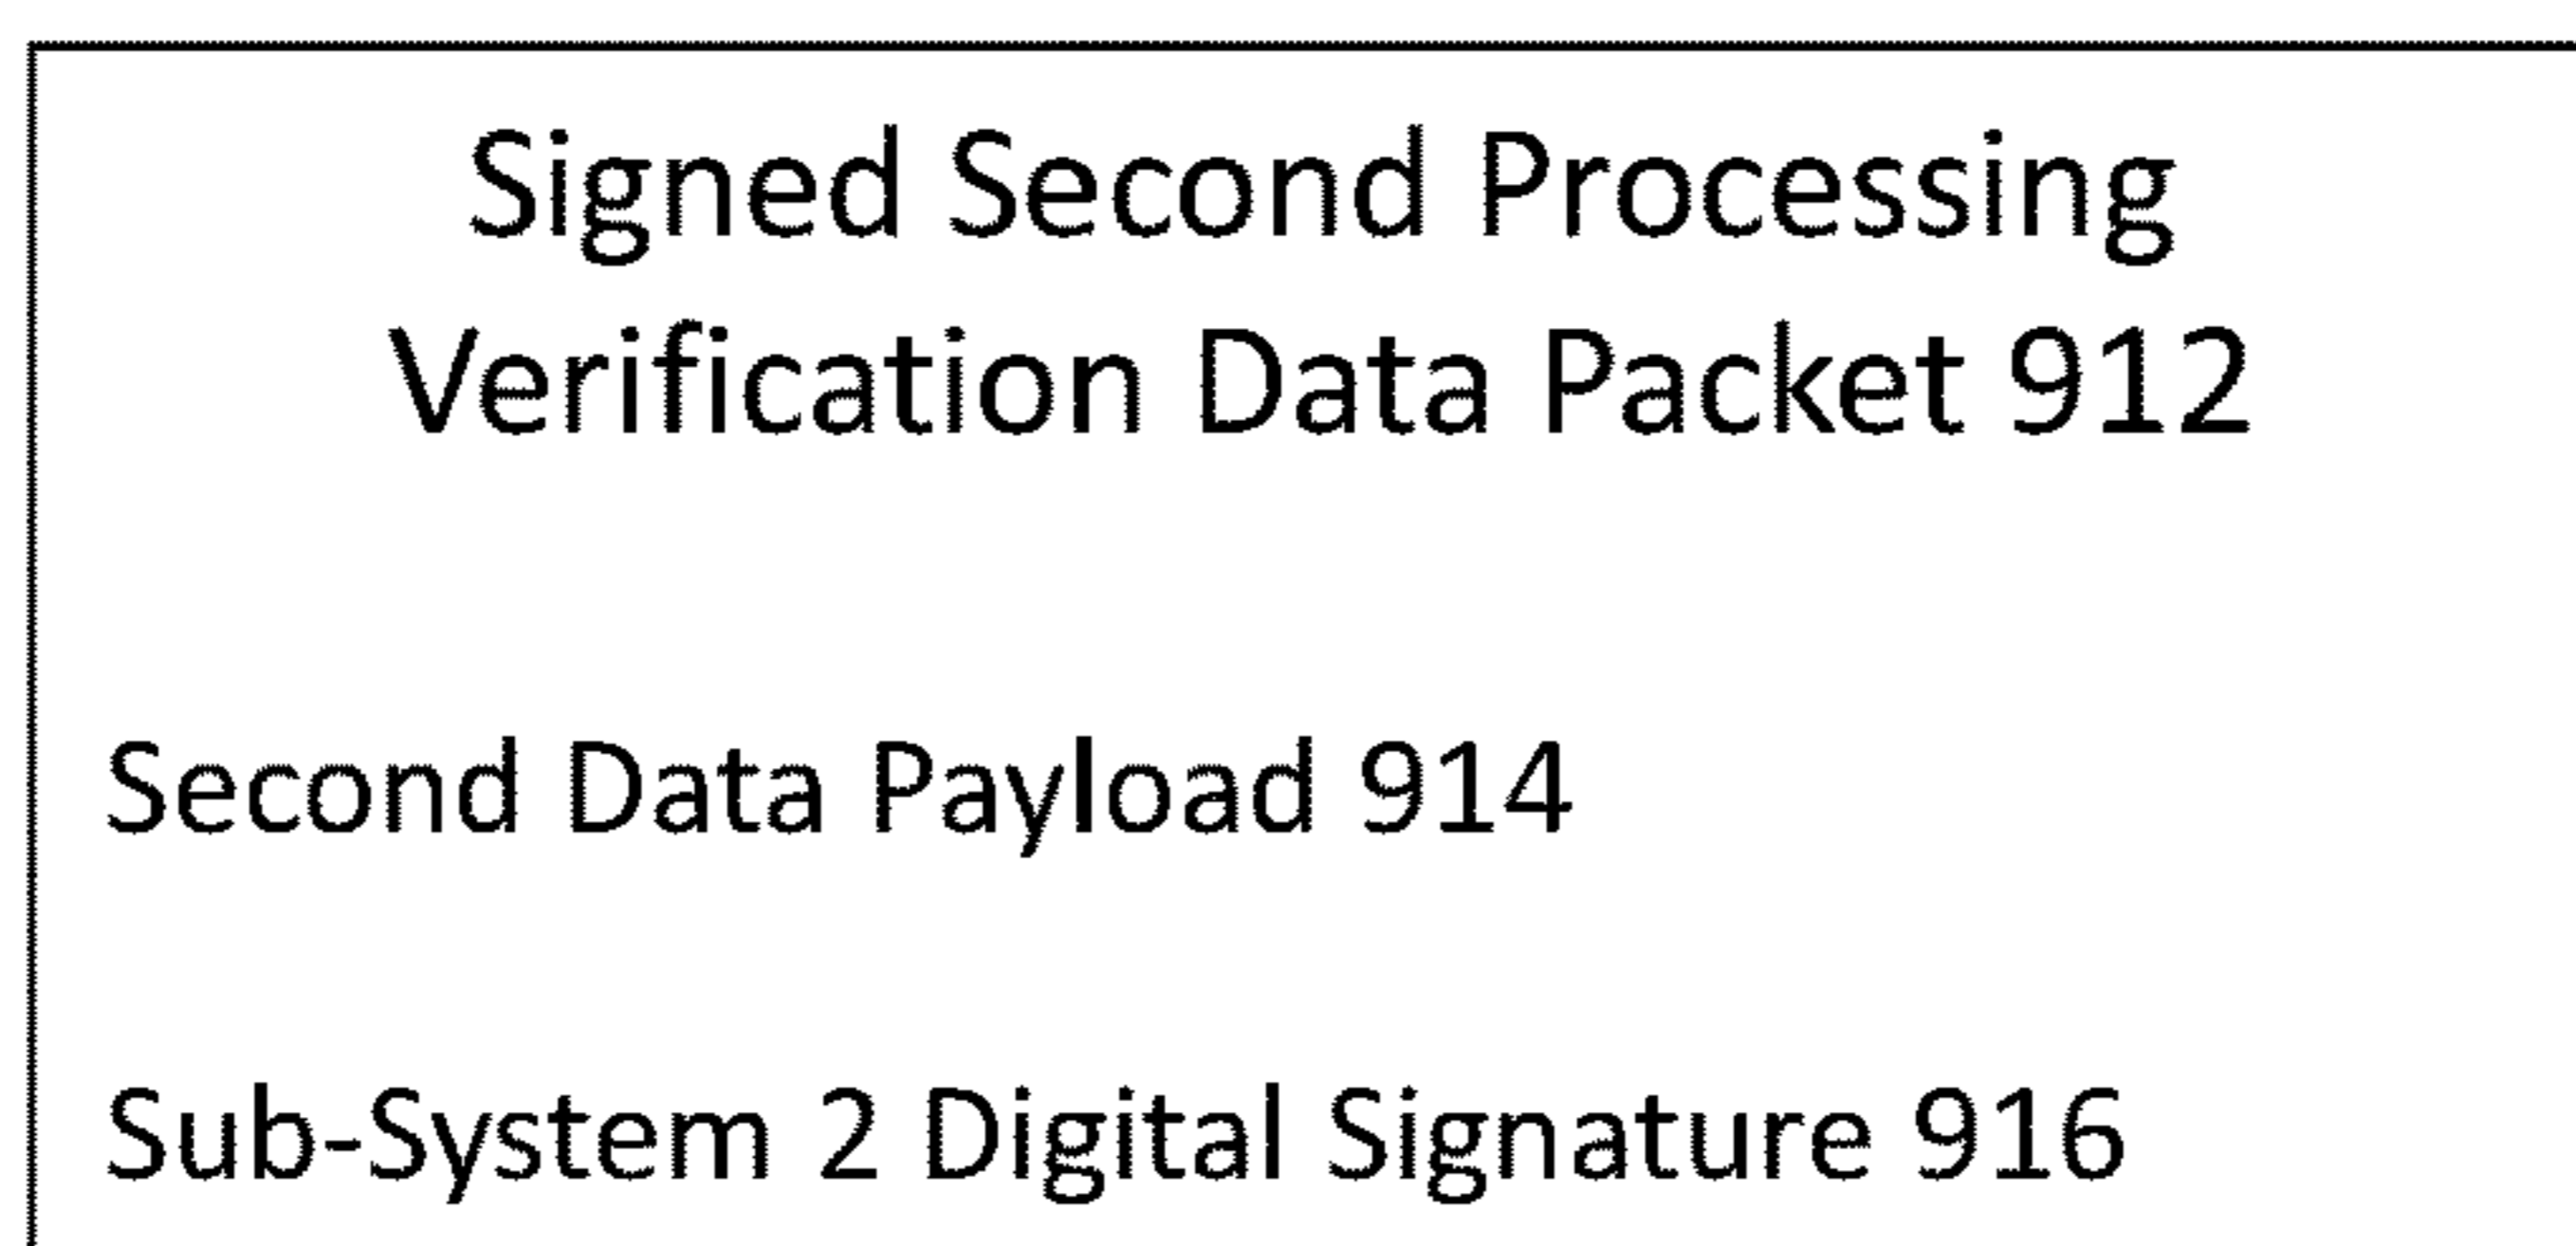 Signed Second Processing
Verification Data Packet 912
Second Data Payload 914
Sub-System 2 Digital Signature 916